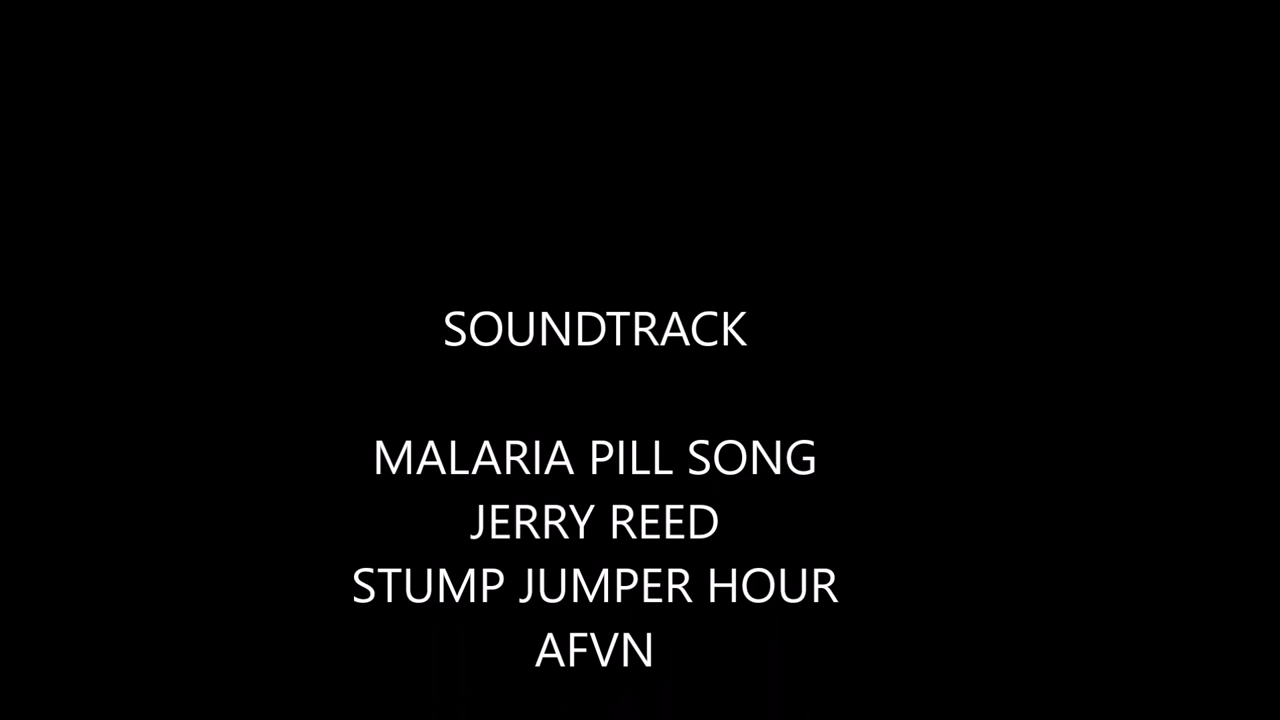 SOUNDTRACK
MALARIA PILL SONG
JERRY REED
STUMP JUMPER HOUR
AFVN